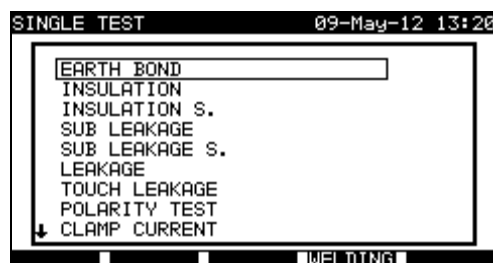 SINGLE TEST 09-May-12 13:20
EARTH BOND
INSULATION
INSULATION S.
SUB LEAKAGE
SUB LEAKAGE S.
LEAKAGE
TOUCH LEAKAGE
POLARITY TEST
CLAMP CURRENT
WELDING